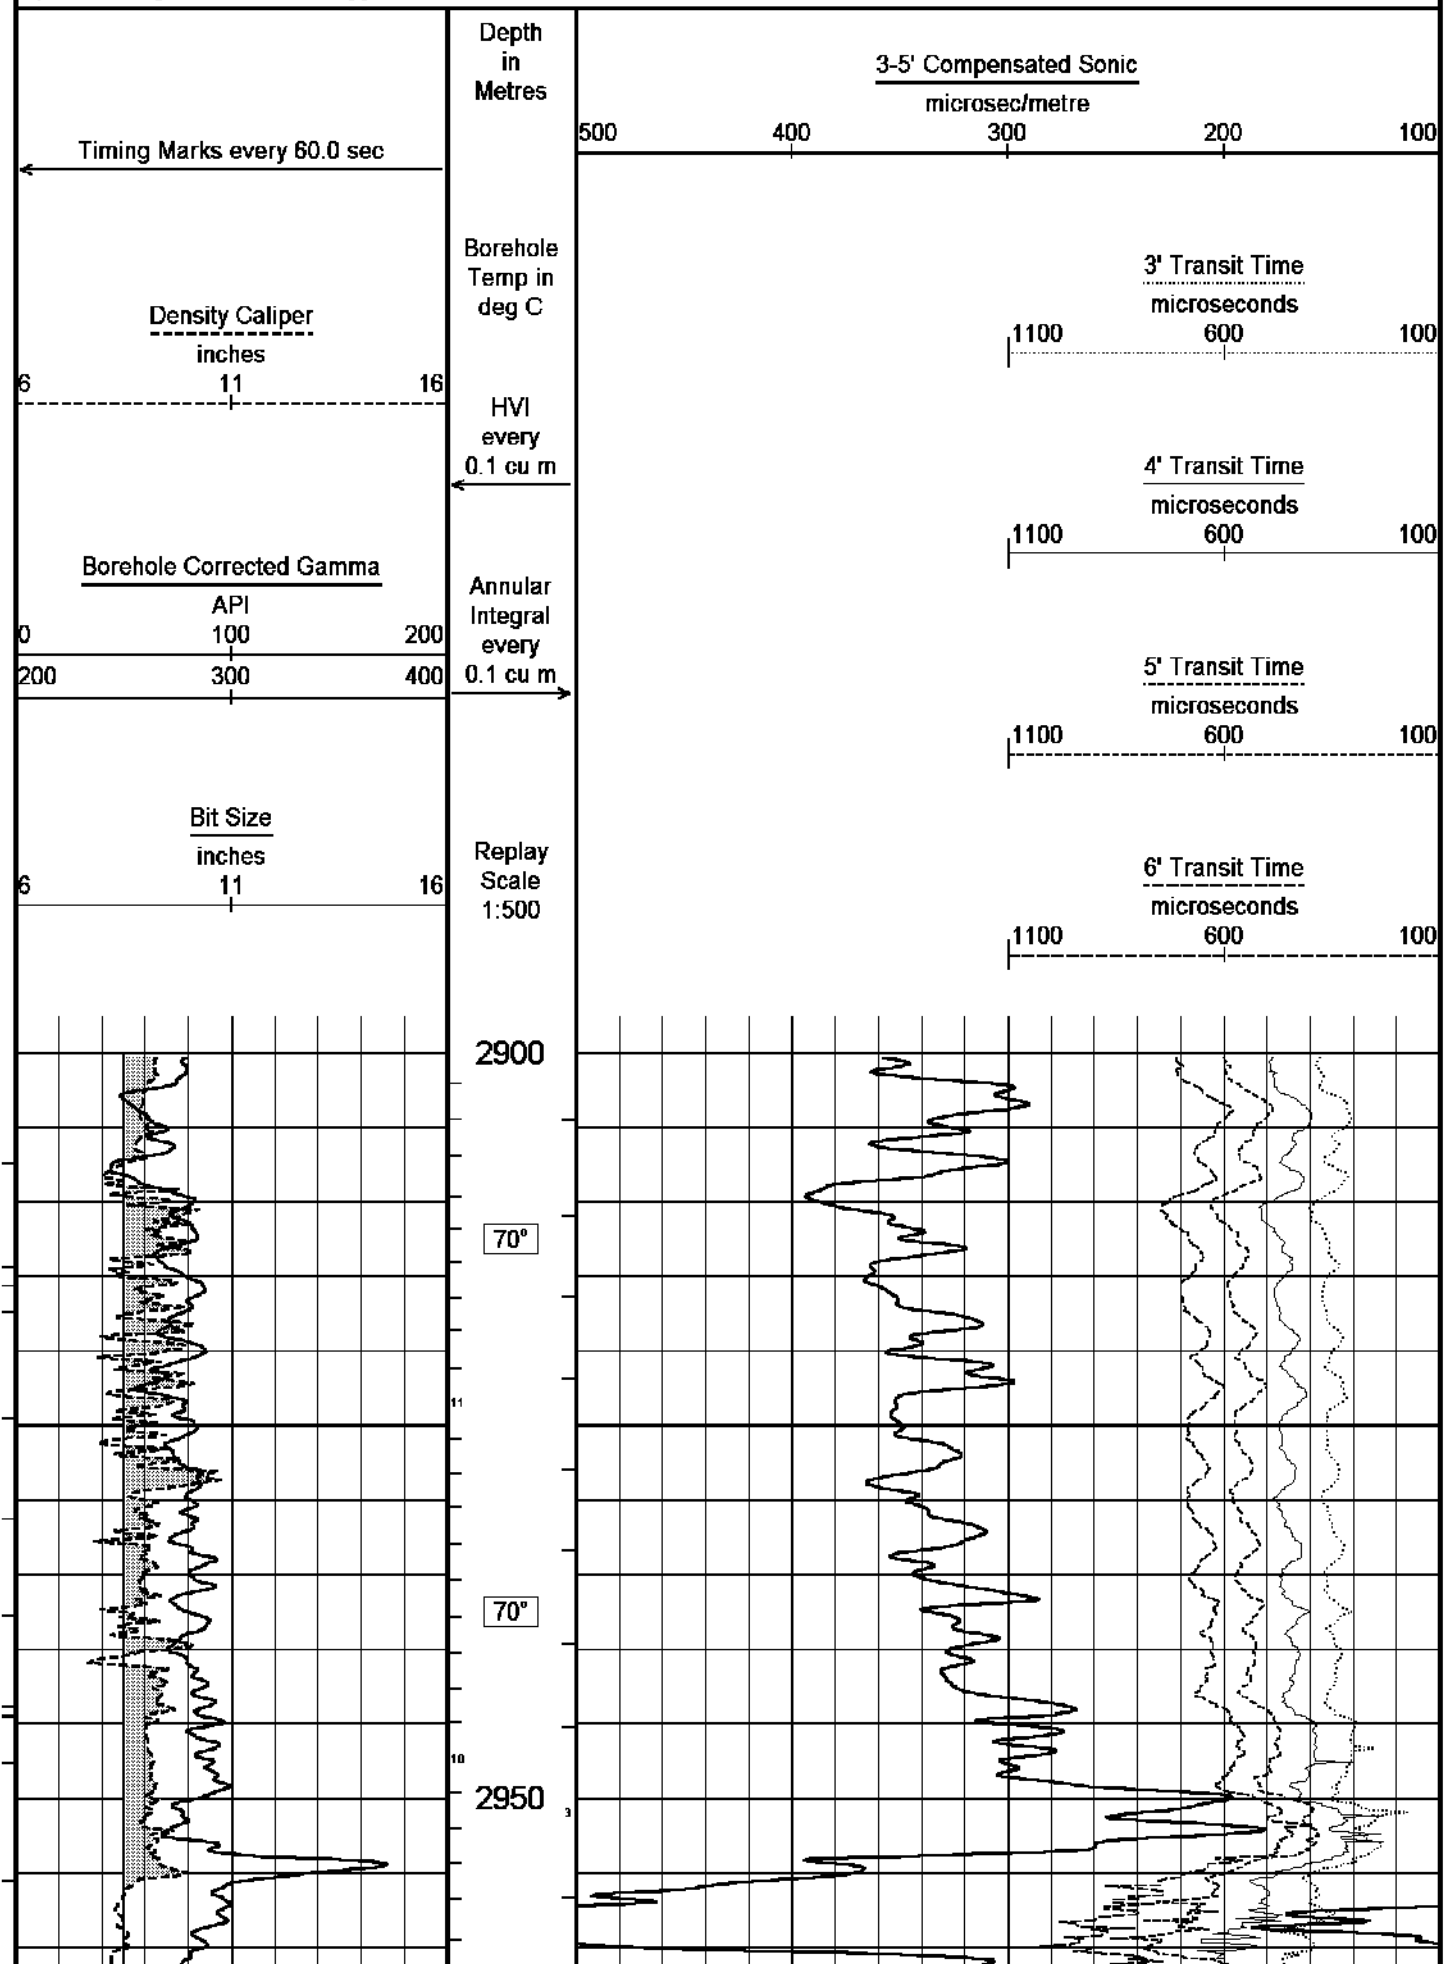 Depth
in
Metres
3-5' Compensated Sonic
microsec/metre
500 400 300 200 100
Timing Marks every 60.0 sec
Borehole
Temp in
deg C
3' Transit Time
microseconds
1100 600 100
Density Caliper
inches
6 11 16
HVI
every
0.1 cu m
4' Transit Time
microseconds
1100 600 100
Borehole Corrected Gamma
API
0 100 200
200 300 400
Annular
Integral
every
0.1 cu m
5' Transit Time
microseconds
1100 600 100
Bit Size
inches
6 11 16
Replay
Scale
1:500
6' Transit Time
microseconds
1100 600 100
2900
70°
11
70°
10
2950
3